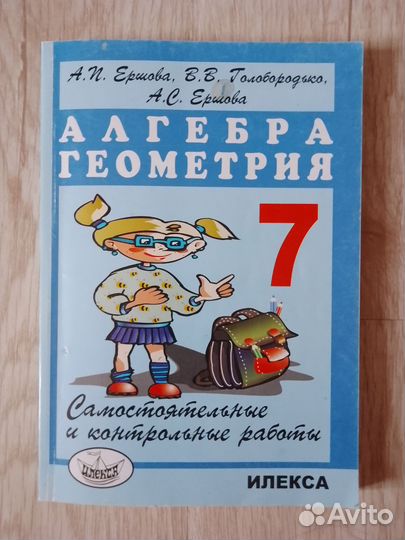 А.П. Ершова, В.В. Голобородько,
А.С. Ершова
АЛГЕБРА
ГЕОМЕТРИЯ
7
Самостоятельные
и контрольные работы
илекса
ИЛЕКСА
Avito